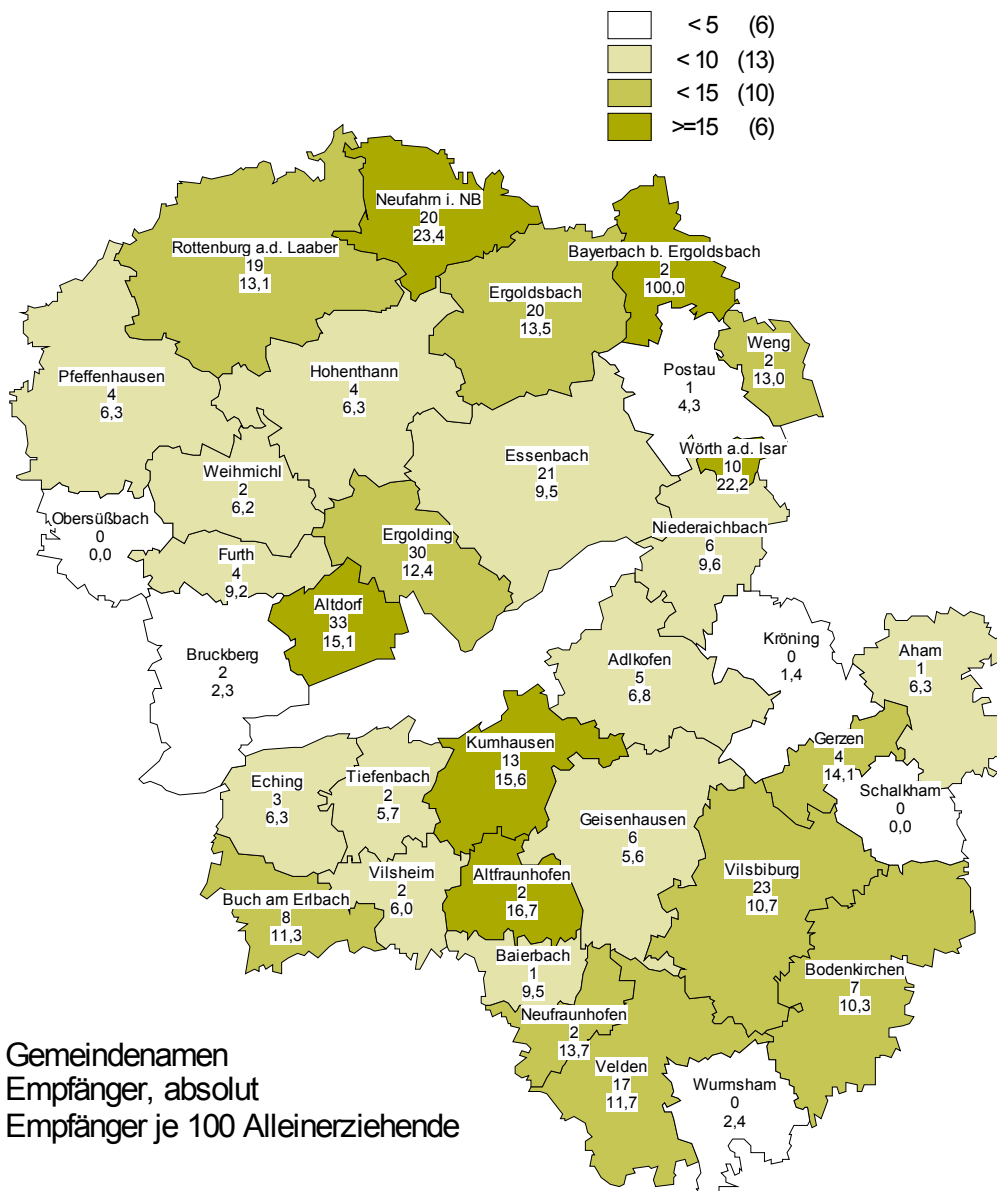 < 5 (6)
< 10 (13)
< 15 (10)
>=15 (6)
Neufahrn i. NB
20
23,4
Rottenburg a.d. Laaber
19
13,1
Bayerbach b. Ergoldsbach
2
100,0
Ergoldsbach
20
13,5
Weng
2
13,0
Postau
1
4,3
Pfeffenhausen
4
6,3
Hohenthann
4
6,3
Wörth a.d. Isar
10
22,2
Essenbach
21
9,5
Weihmichl
2
6,2
Obersüßbach
0
0,0
Niederaichbach
6
9,6
Ergolding
30
12,4
Furth
4
9,2
Altdorf
33
15,1
Bruckberg
2
2,3
Kröning
0
1,4
Aham
1
6,3
Adlkofen
5
6,8
Gerzen
4
14,1
Kumhausen
13
15,6
Eching
3
6,3
Tiefenbach
2
5,7
Schalkham
0
0,0
Geisenhausen
6
5,6
Vilsbiburg
23
10,7
Vilsheim
2
6,0
Altfraunhofen
2
16,7
Buch am Erlbach
8
11,3
Baierbach
1
9,5
Bodenkirchen
7
10,3
Neufraunhofen
2
13,7
Velden
17
11,7
Wurmsham
0
2,4
Gemeindenamen
Empfänger, absolut
Empfänger je 100 Alleinerziehende